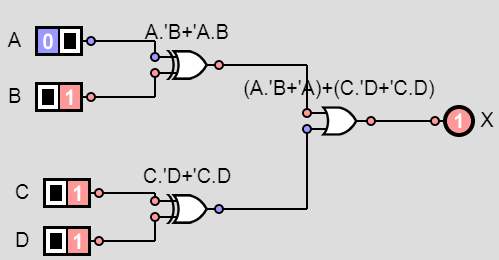 A 0 A.'B+'A.B
B 1
(A.'B+'A)+(C.'D+'C.D)
1 X
C 1 C.'D+'C.D
D 1